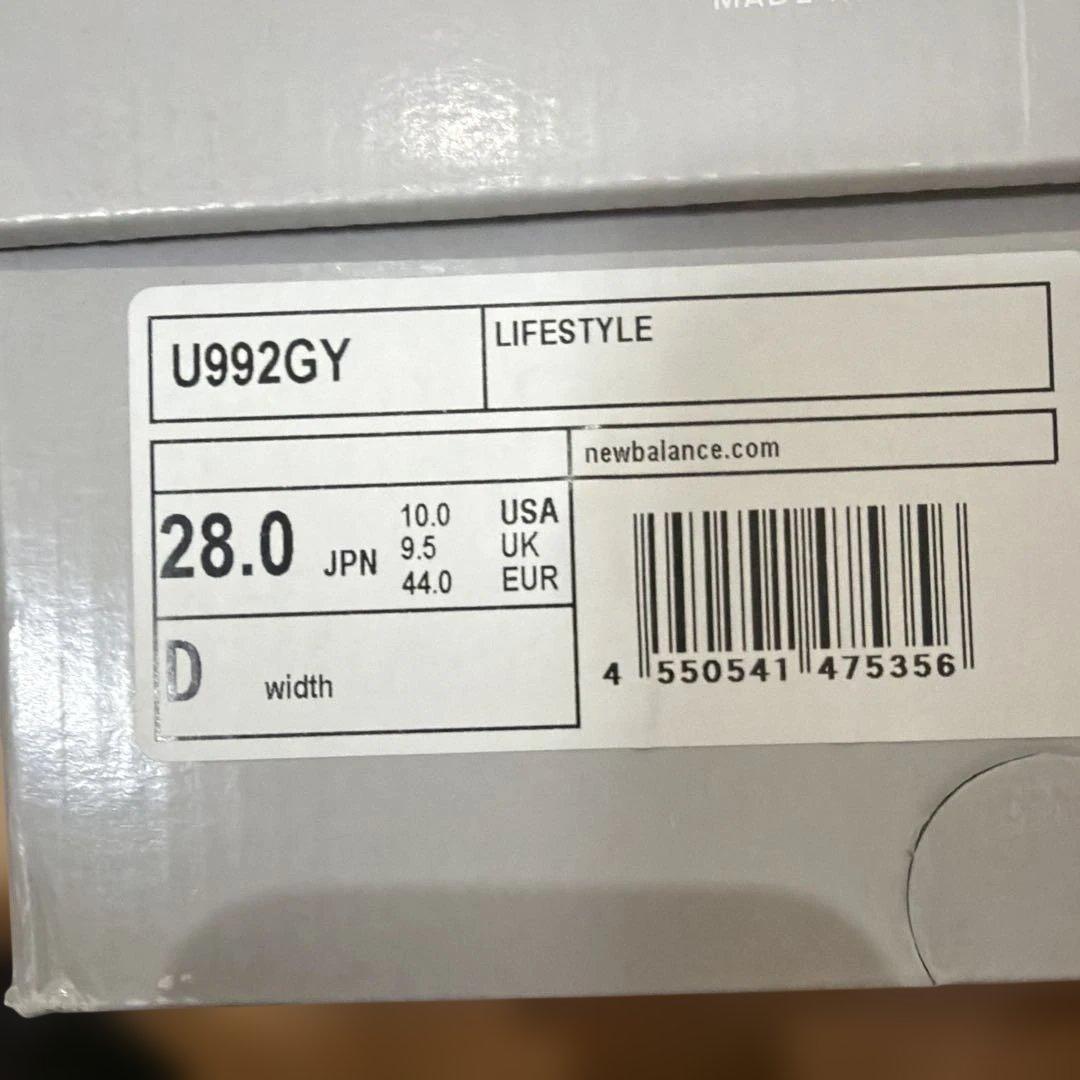 MADE
U992GY
LIFESTYLE
newbalance.com
28.0 JPN
10.0 USA
9.5 UK
44.0 EUR
D width
4 550541 475356